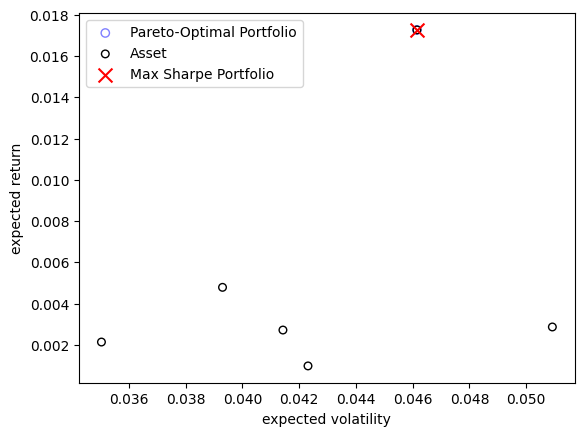 0.018
0.016
0.014
0.012
0.010
0.008
0.006
0.004
0.002
expected return
Pareto-Optimal Portfolio
Asset
Max Sharpe Portfolio
0.036 0.038 0.040 0.042 0.044 0.046 0.048 0.050
expected volatility